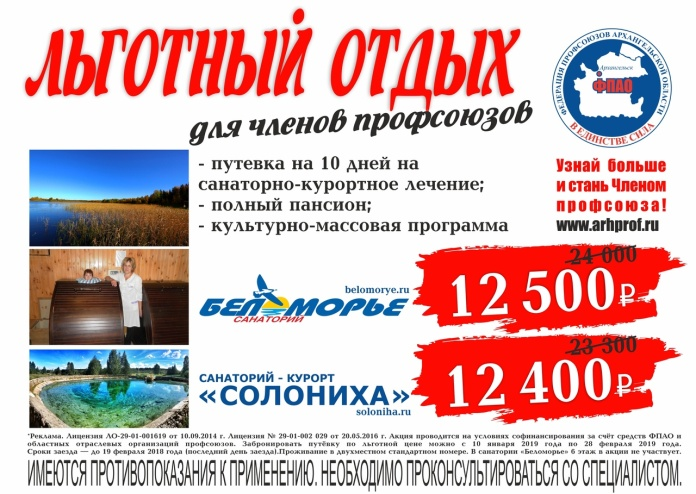 ЛЬГОТНЫЙ ОТДЫХ
для членов профсоюзов
ФЕДЕРАЦИЯ ПРОФСОЮЗОВ АРХАНГЕЛЬСКОЙ ОБЛАСТИ
Архангельск
ФПАО
В ЕДИНСТВЕ СИЛА
- путевка на 10 дней на
санаторно-курортное лечение;
- полный пансион;
- культурно-массовая программа
Узнай больше
и стань Членом
профсоюза!
www.arhprof.ru
belomorye.ru
БЕЛОМОРЬЕ
САНАТОРИЙ
24 000
12 500₽
САНАТОРИЙ - КУРОРТ
«СОЛОНИХА»
soloniha.ru
23 300
12 400₽
*Реклама. Лицензия ЛО-29-01-001619 от 10.09.2014 г. Лицензия № 29-01-002 029 от 20.05.2016 г. Акция проводится на условиях софинансирования за счёт средств ФПАО и
областных отраслевых организаций профсоюзов. Забронировать путёвку по льготной цене можно с 10 января 2019 года по 28 февраля 2019 года.
Сроки заезда — до 19 февраля 2018 года (последний день заезда).Проживание в двухместном стандартном номере. В санатории «Беломорье» 6 этаж в акции не участвует.
ИМЕЮТСЯ ПРОТИВОПОКАЗАНИЯ К ПРИМЕНЕНИЮ. НЕОБХОДИМО ПРОКОНСУЛЬТИРОВАТЬСЯ СО СПЕЦИАЛИСТОМ.